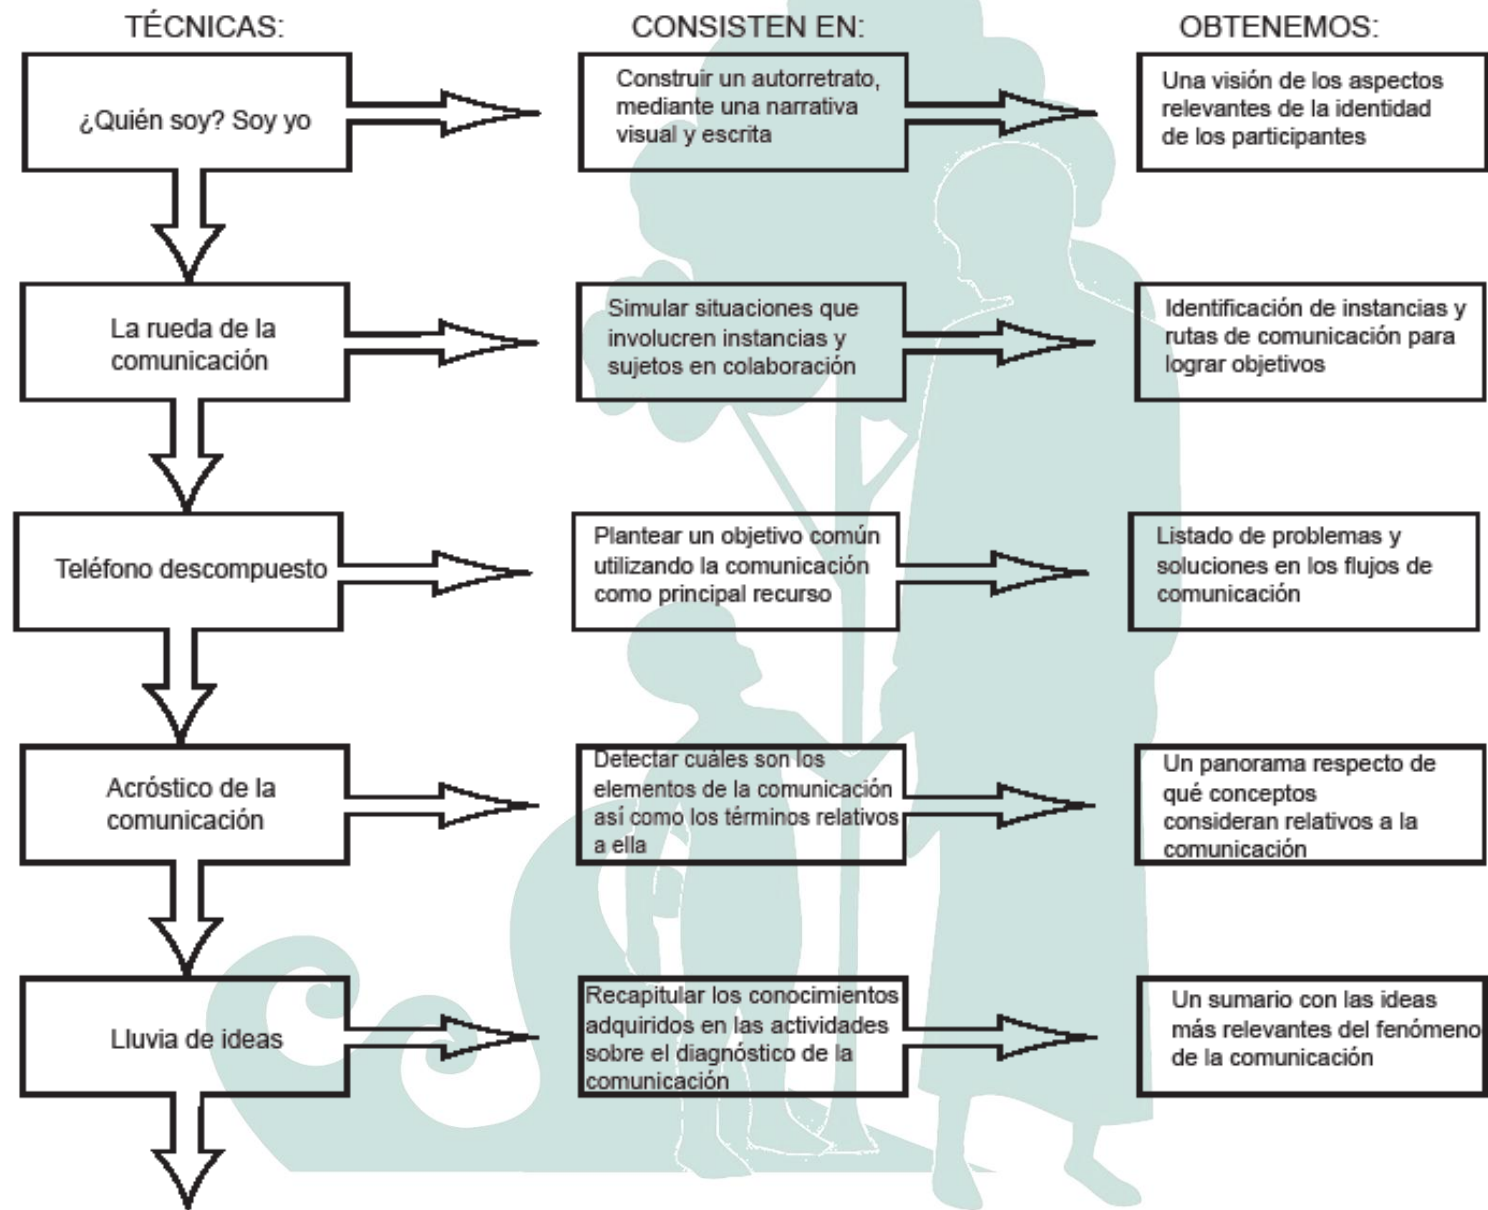 TÉCNICAS:
CONSISTEN EN:
OBTENEMOS:
¿Quién soy? Soy yo
Construir un autorretrato,
mediante una narrativa
visual y escrita
Una visión de los aspectos
relevantes de la identidad
de los participantes
La rueda de la
comunicación
Simular situaciones que
involucren instancias y
sujetos en colaboración
Identificación de instancias y
rutas de comunicación para
lograr objetivos
Teléfono descompuesto
Plantear un objetivo común
utilizando la comunicación
como principal recurso
Listado de problemas y
soluciones en los flujos de
comunicación
Acróstico de la
comunicación
Detectar cuáles son los
elementos de la comunicación
así como los términos relativos
a ella
Un panorama respecto de
qué conceptos
consideran relativos a la
comunicación
Lluvia de ideas
Recapitular los conocimientos
adquiridos en las actividades
sobre el diagnóstico de la
comunicación
Un sumario con las ideas
más relevantes del fenómeno
de la comunicación